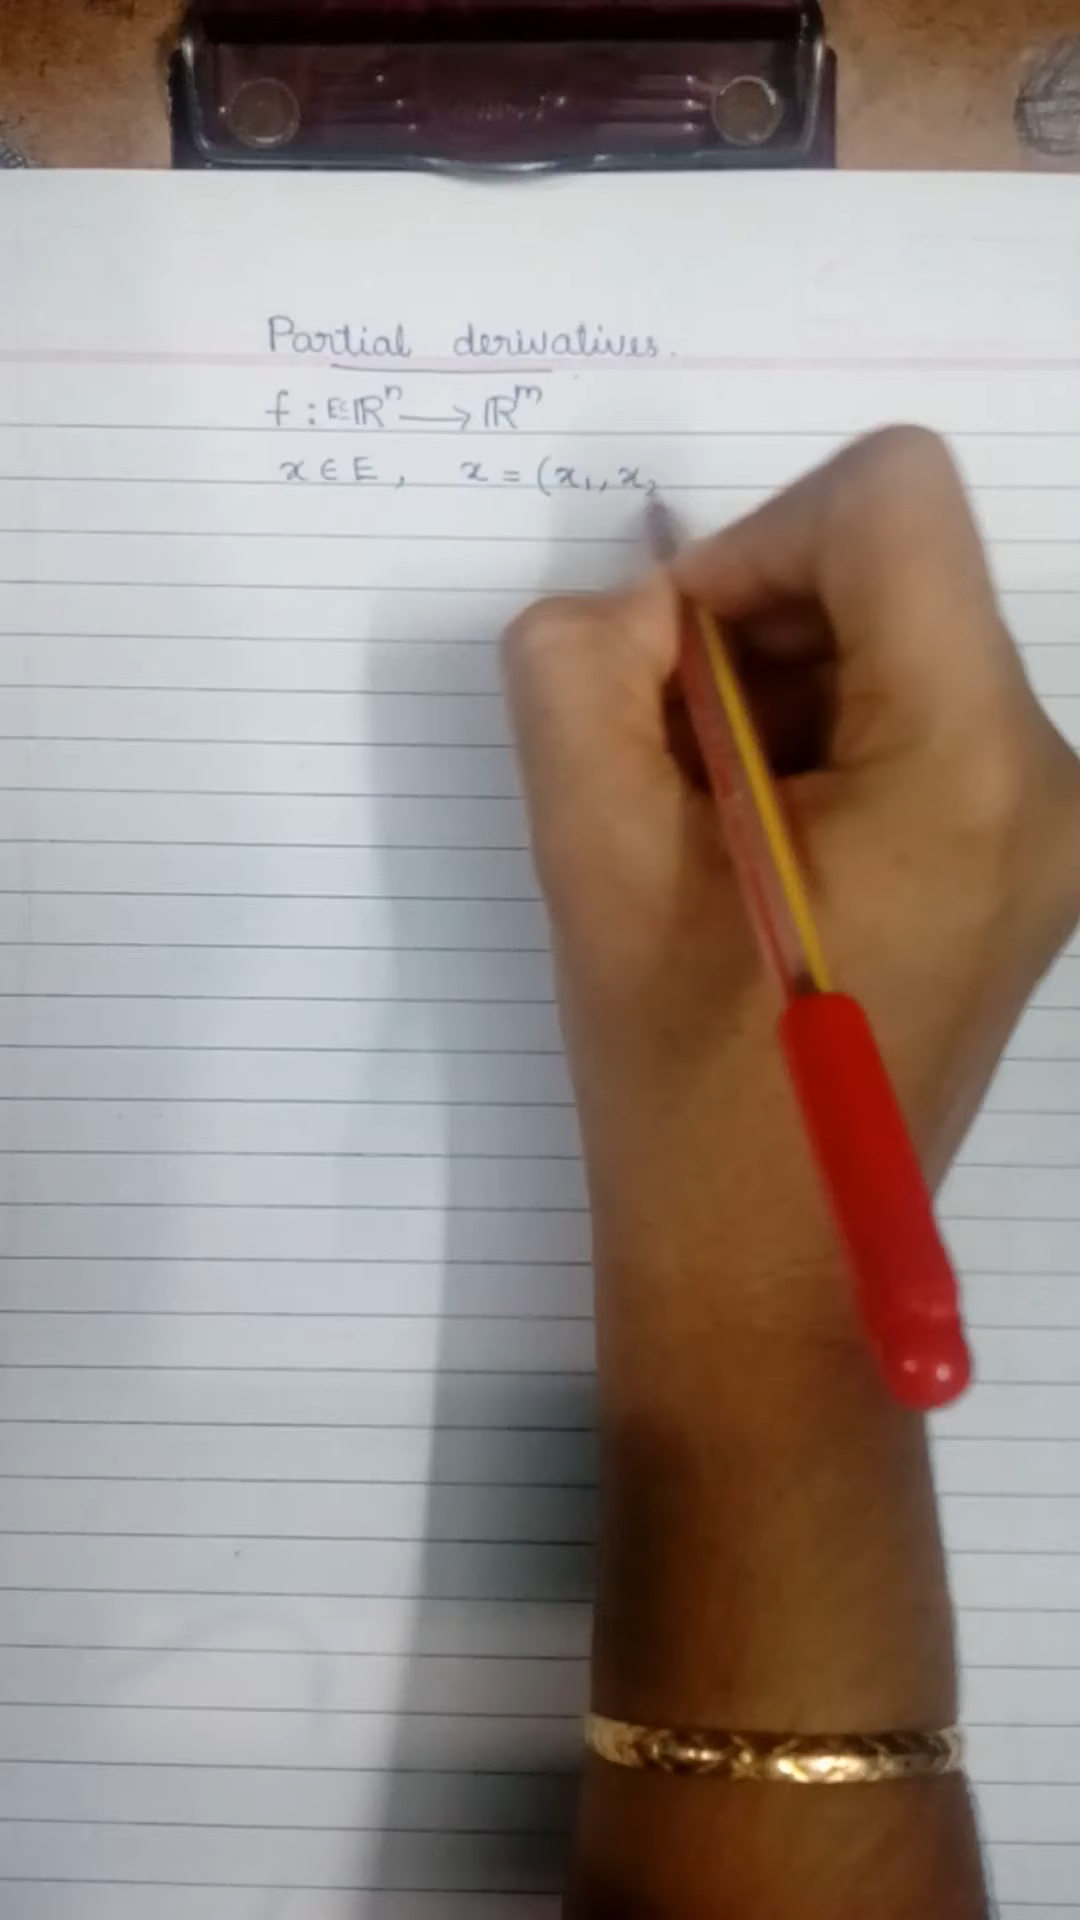 Partial derivatives.
f : E⊆ℝⁿ ⟶ ℝᵐ
x ∈ E , x = (x₁, x₂